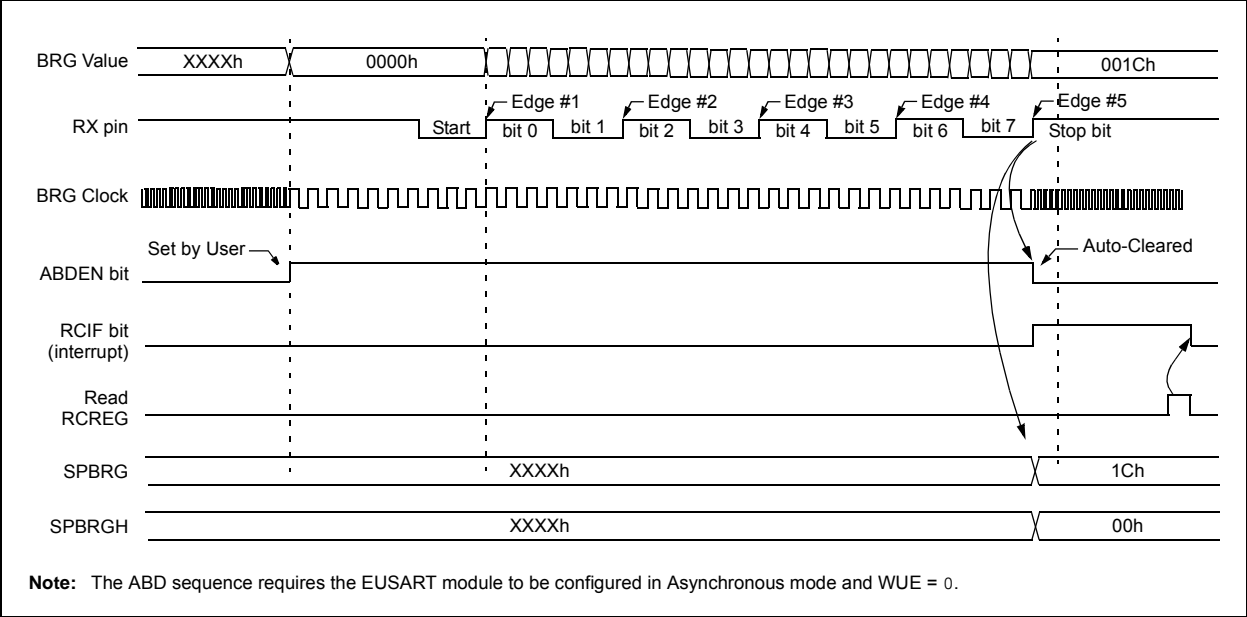 BRG Value XXXXh 0000h 001Ch
Edge #1 Edge #2 Edge #3 Edge #4 Edge #5
RX pin Start bit 0 bit 1 bit 2 bit 3 bit 4 bit 5 bit 6 bit 7 Stop bit
BRG Clock
Set by User Auto-Cleared
ABDEN bit
RCIF bit
(interrupt)
Read
RCREG
SPBRG XXXXh 1Ch
SPBRGH XXXXh 00h
Note: The ABD sequence requires the EUSART module to be configured in Asynchronous mode and WUE = 0.